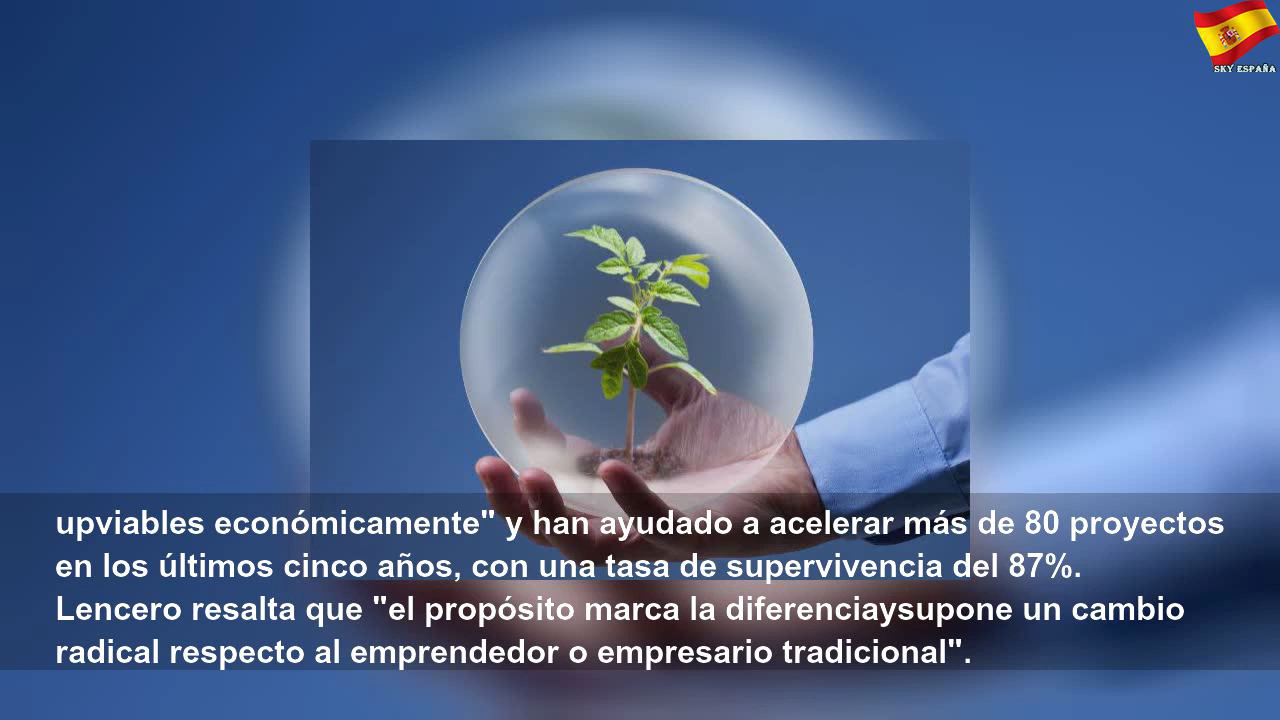 SKY ESPAÑA
upviables económicamente" y han ayudado a acelerar más de 80 proyectos
en los últimos cinco años, con una tasa de supervivencia del 87%.
Lencero resalta que "el propósito marca la diferenciaysupone un cambio
radical respecto al emprendedor o empresario tradicional".